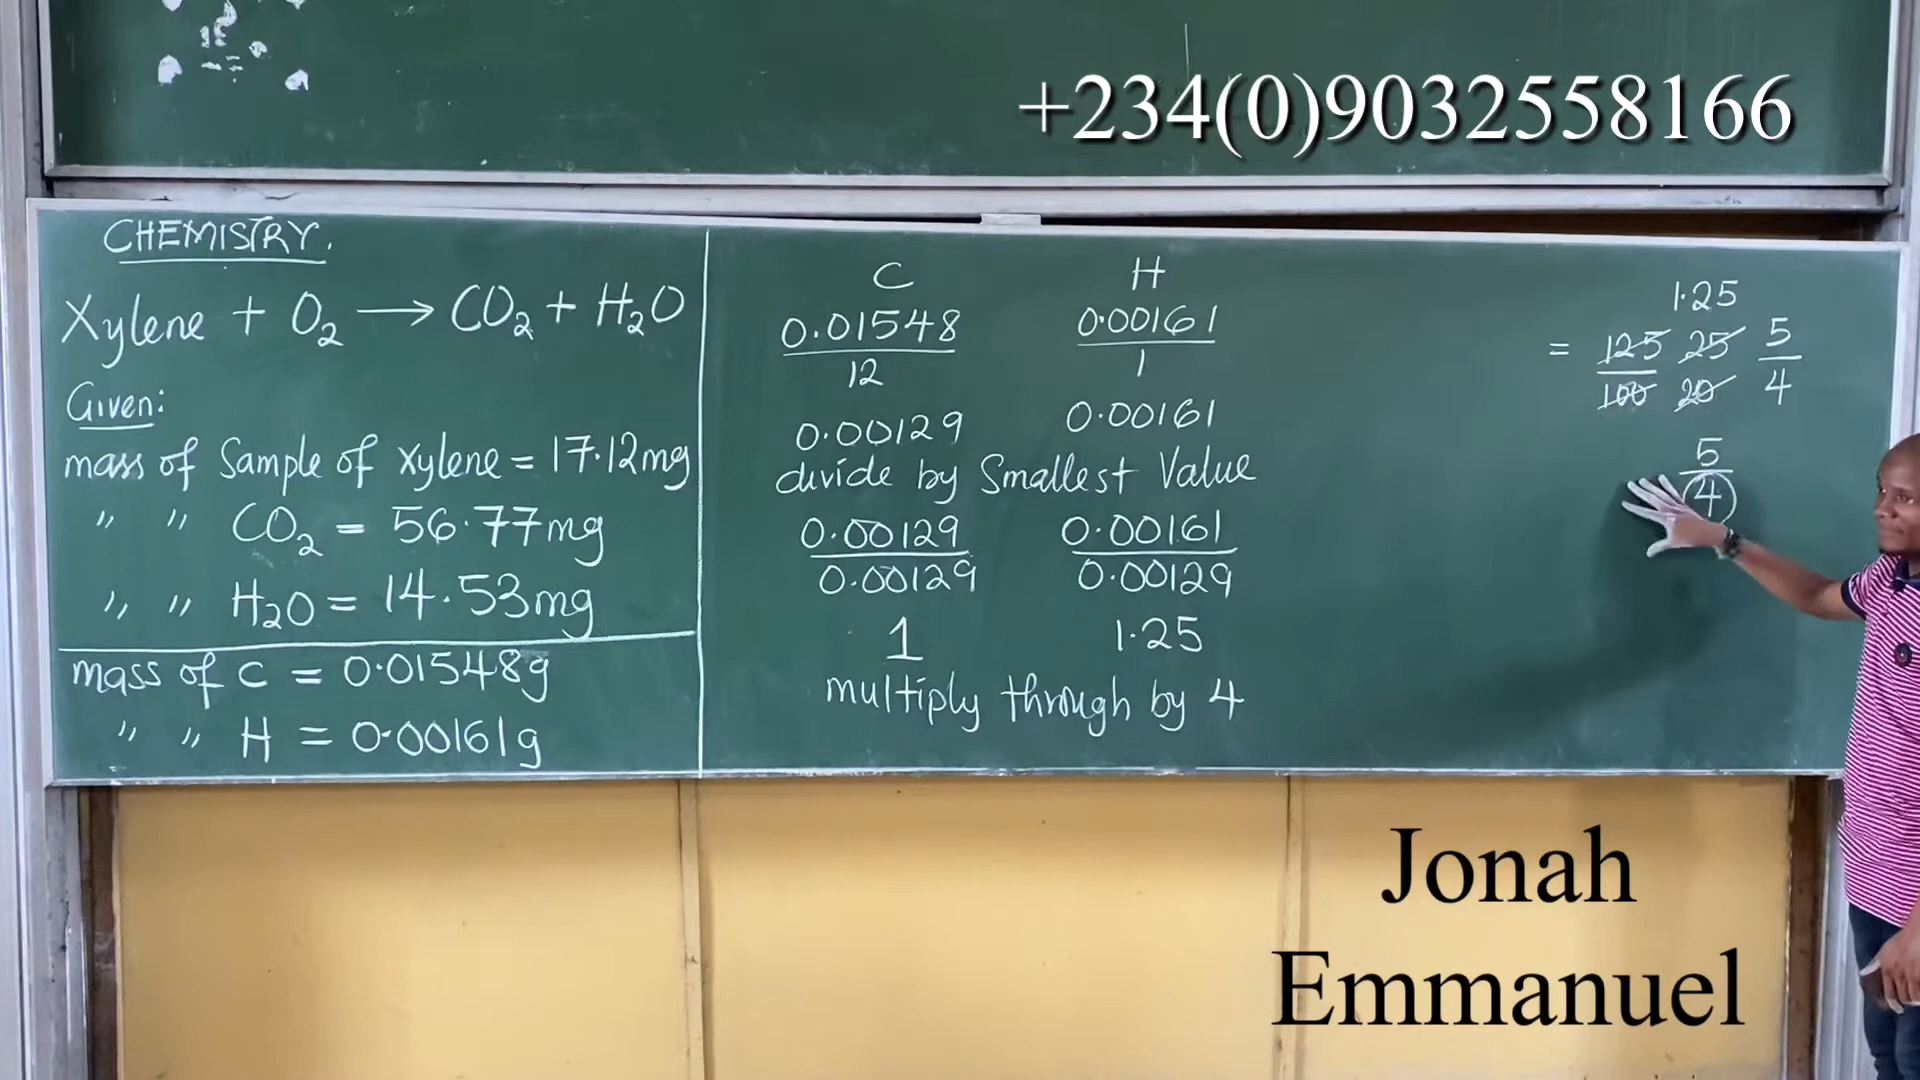 +234(0)9032558166
CHEMISTRY.
Xylene + O₂ → CO₂ + H₂O
Given:
mass of Sample of xylene = 17.12mg
" " CO₂ = 56.77mg
" " H₂O = 14.53mg
mass of C = 0.01548g
" " H = 0.00161g
C H
0.01548 0.00161
12 1
0.00129 0.00161
divide by Smallest Value
0.00129 0.00161
0.00129 0.00129
1 1.25
multiply through by 4
1.25
= 125 25 5
100 20 4
5
4
Jonah
Emmanuel